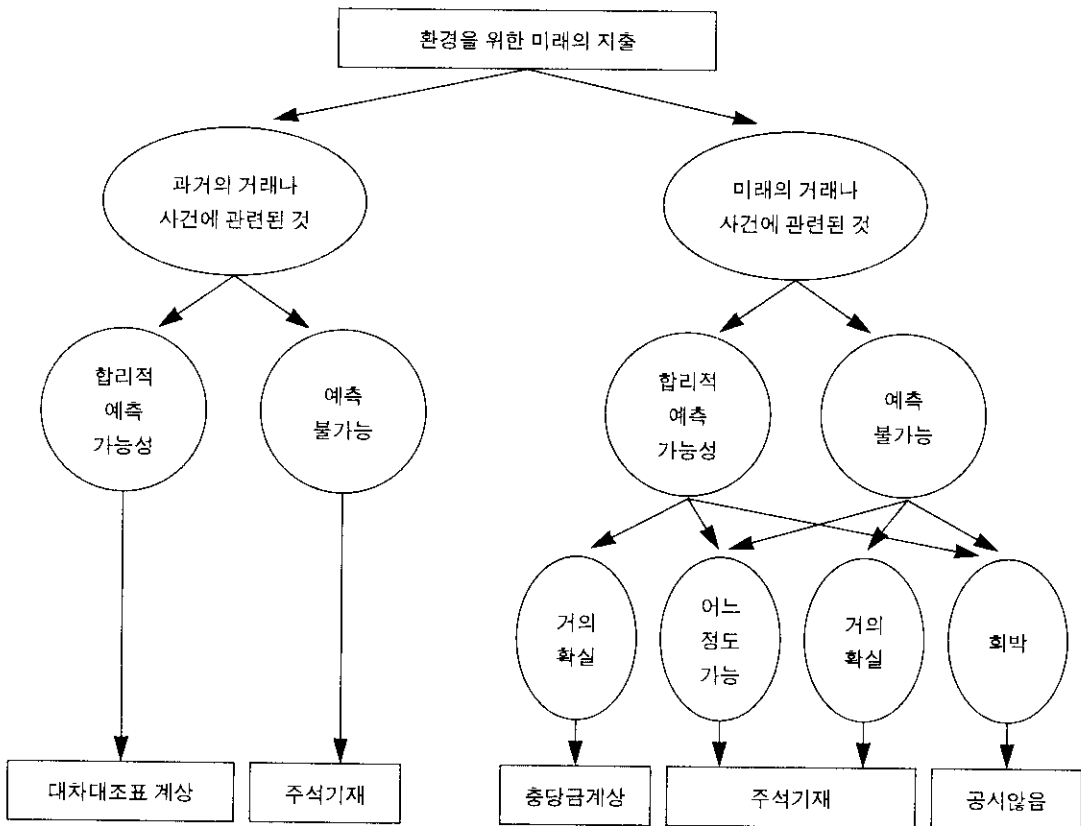 환경을 위한 미래의 지출
과거의 거래나
사건에 관련된 것
미래의 거래나
사건에 관련된 것
합리적
예측
가능성
예측
불가능
합리적
예측
가능성
예측
불가능
거의
확실
어느
정도
가능
거의
확실
희박
대차대조표 계상
주석기재
충당금계상
주석기재
공시않음